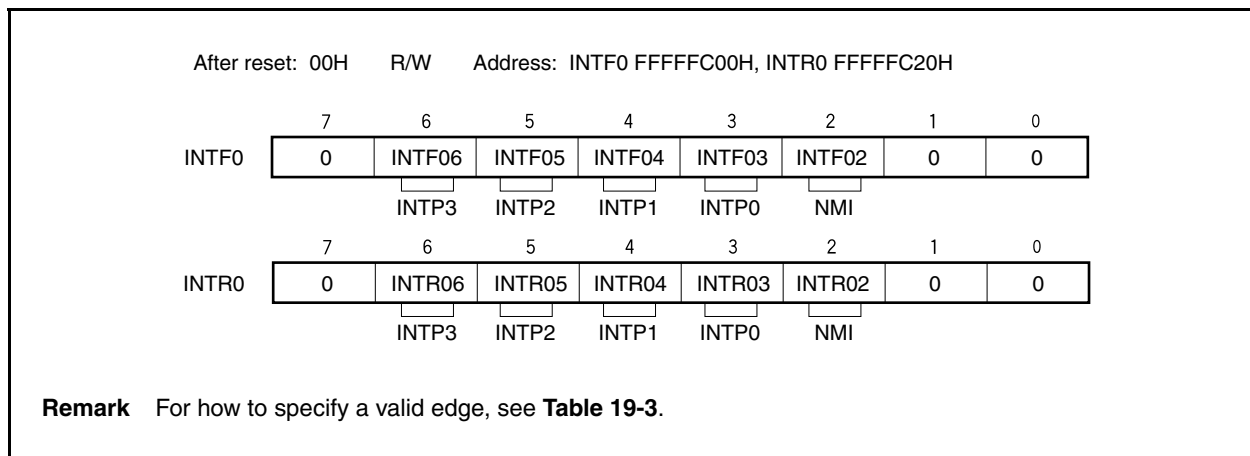 After reset: 00H R/W Address: INTF0 FFFFFC00H, INTR0 FFFFFC20H
7 6 5 4 3 2 1 0
INTF0 0 INTF06 INTF05 INTF04 INTF03 INTF02 0 0
INTP3 INTP2 INTP1 INTP0 NMI
7 6 5 4 3 2 1 0
INTR0 0 INTR06 INTR05 INTR04 INTR03 INTR02 0 0
INTP3 INTP2 INTP1 INTP0 NMI
Remark For how to specify a valid edge, see Table 19-3.